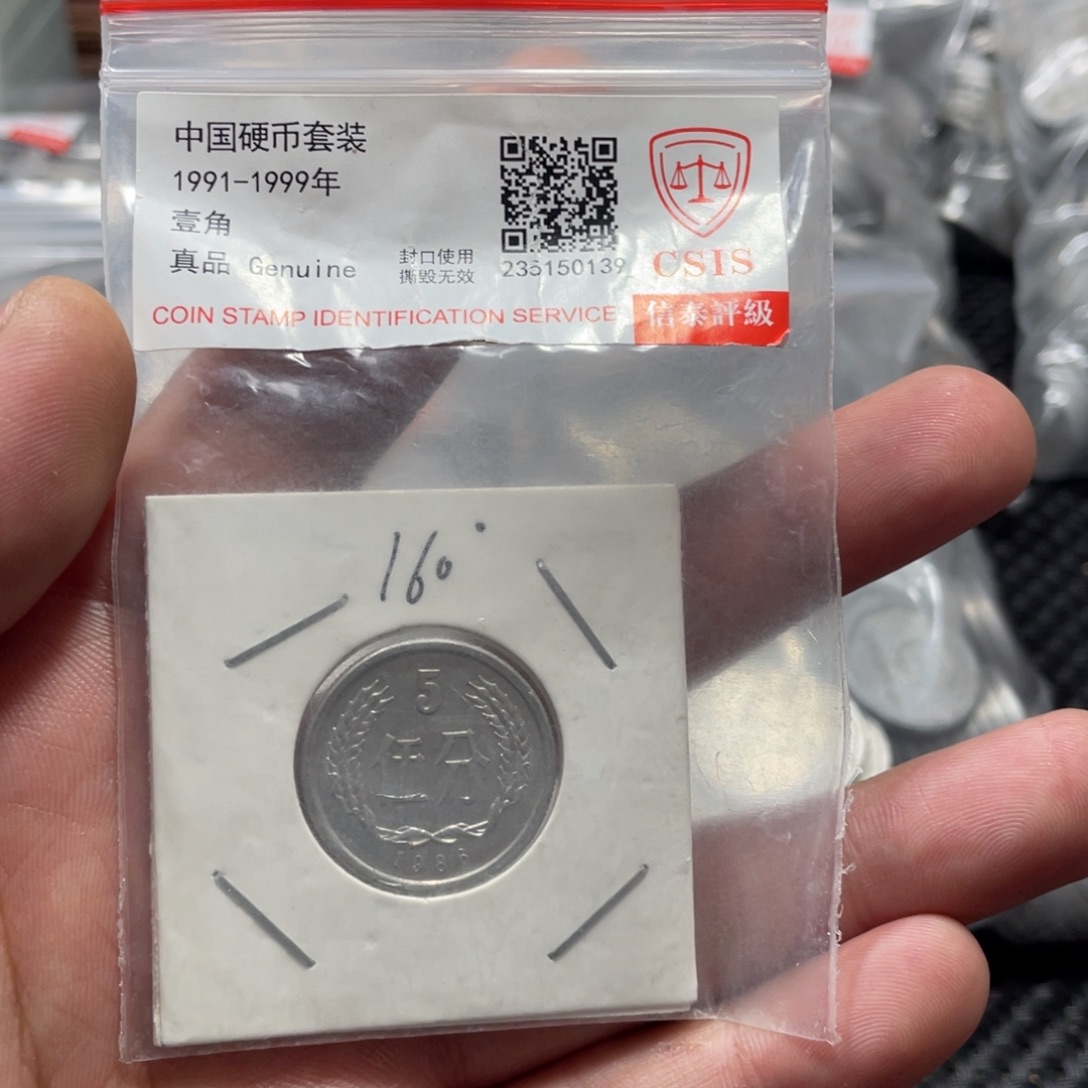 中国硬币套装
1991-1999年
壹角
真品 Genuine
封口使用
撕毁无效
235150139
CSIS
COIN STAMP IDENTIFICATION SERVICE
信泰評級
160
5
伍分
1986